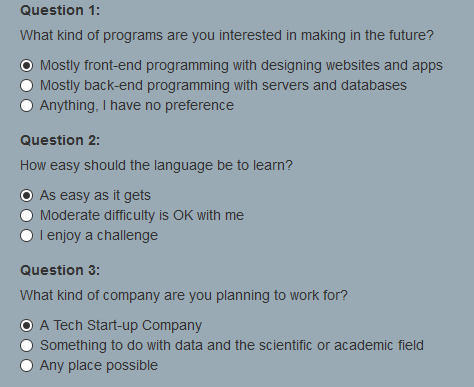 Question 1:
What kind of programs are you interested in making in the future?
Mostly front-end programming with designing websites and apps
Mostly back-end programming with servers and databases
Anything, I have no preference
Question 2:
How easy should the language be to learn?
As easy as it gets
Moderate difficulty is OK with me
I enjoy a challenge
Question 3:
What kind of company are you planning to work for?
A Tech Start-up Company
Something to do with data and the scientific or academic field
Any place possible